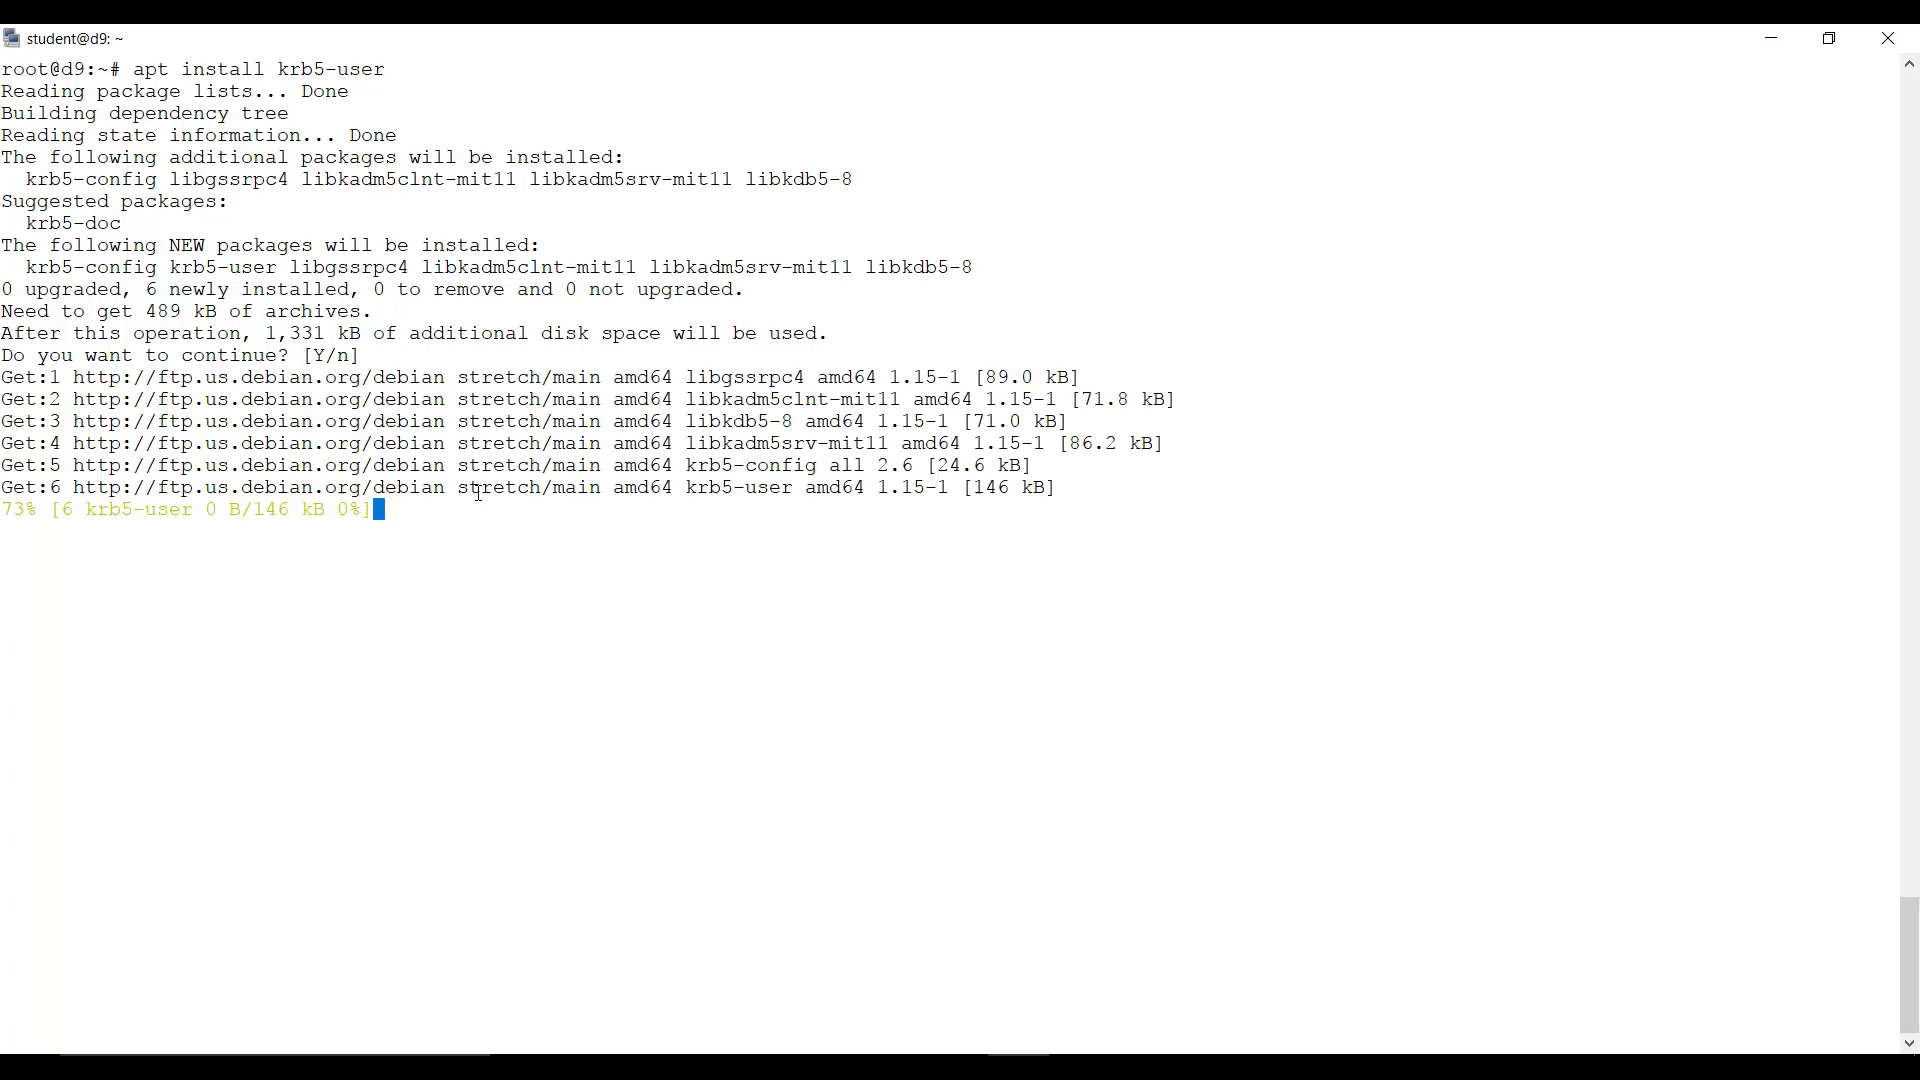 student@d9: ~
root@d9:~# apt install krb5-user
Reading package lists... Done
Building dependency tree
Reading state information... Done
The following additional packages will be installed:
  krb5-config libgssrpc4 libkadm5clnt-mit11 libkadm5srv-mit11 libkdb5-8
Suggested packages:
  krb5-doc
The following NEW packages will be installed:
  krb5-config krb5-user libgssrpc4 libkadm5clnt-mit11 libkadm5srv-mit11 libkdb5-8
0 upgraded, 6 newly installed, 0 to remove and 0 not upgraded.
Need to get 489 kB of archives.
After this operation, 1,331 kB of additional disk space will be used.
Do you want to continue? [Y/n]
Get:1 http://ftp.us.debian.org/debian stretch/main amd64 libgssrpc4 amd64 1.15-1 [89.0 kB]
Get:2 http://ftp.us.debian.org/debian stretch/main amd64 libkadm5clnt-mit11 amd64 1.15-1 [71.8 kB]
Get:3 http://ftp.us.debian.org/debian stretch/main amd64 libkdb5-8 amd64 1.15-1 [71.0 kB]
Get:4 http://ftp.us.debian.org/debian stretch/main amd64 libkadm5srv-mit11 amd64 1.15-1 [86.2 kB]
Get:5 http://ftp.us.debian.org/debian stretch/main amd64 krb5-config all 2.6 [24.6 kB]
Get:6 http://ftp.us.debian.org/debian stretch/main amd64 krb5-user amd64 1.15-1 [146 kB]
73% [6 krb5-user 0 B/146 kB 0%]